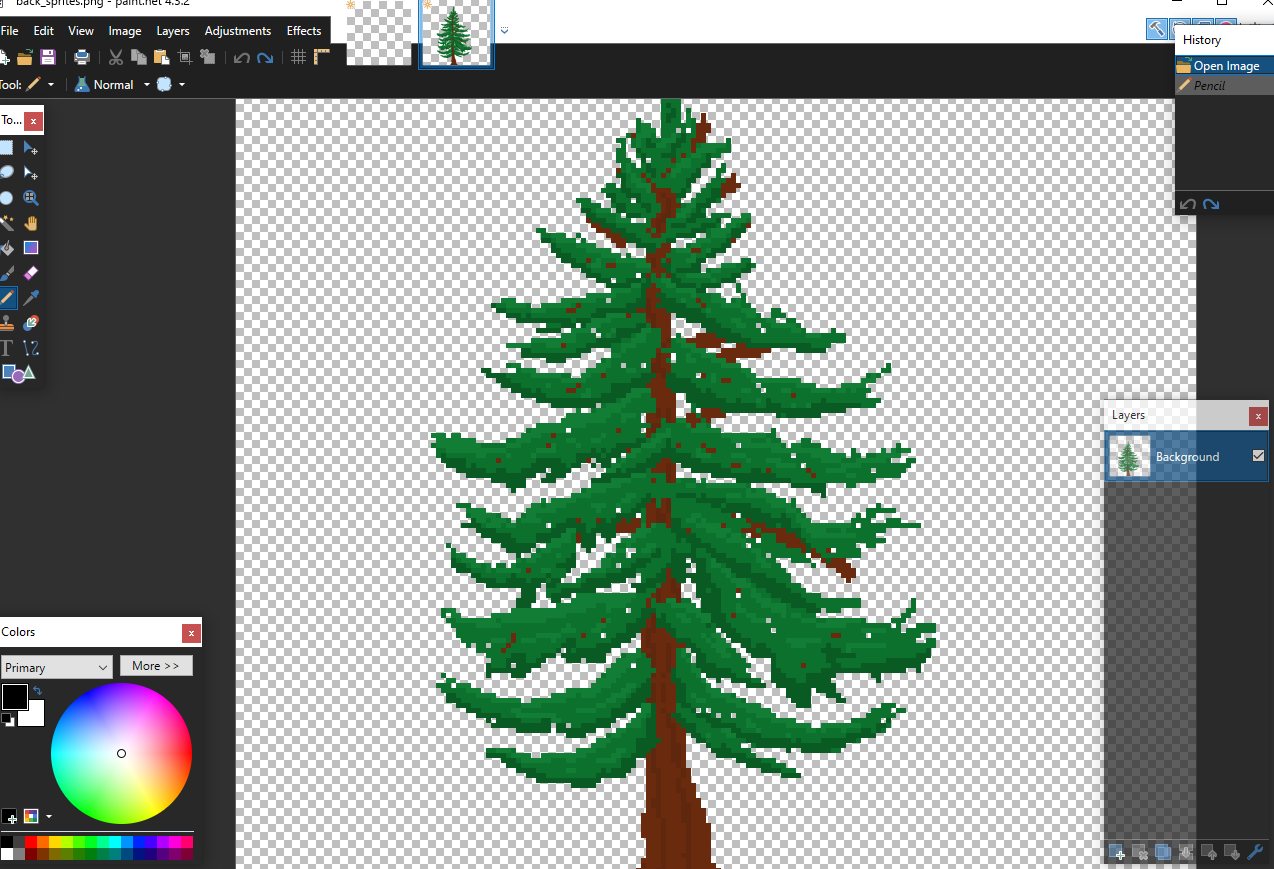 back_sprites.png - paint.net 4.3.2
File Edit View Image Layers Adjustments Effects
Tool: Normal
To...
History
Open Image
Pencil
Layers
Background
Colors
Primary
More >>